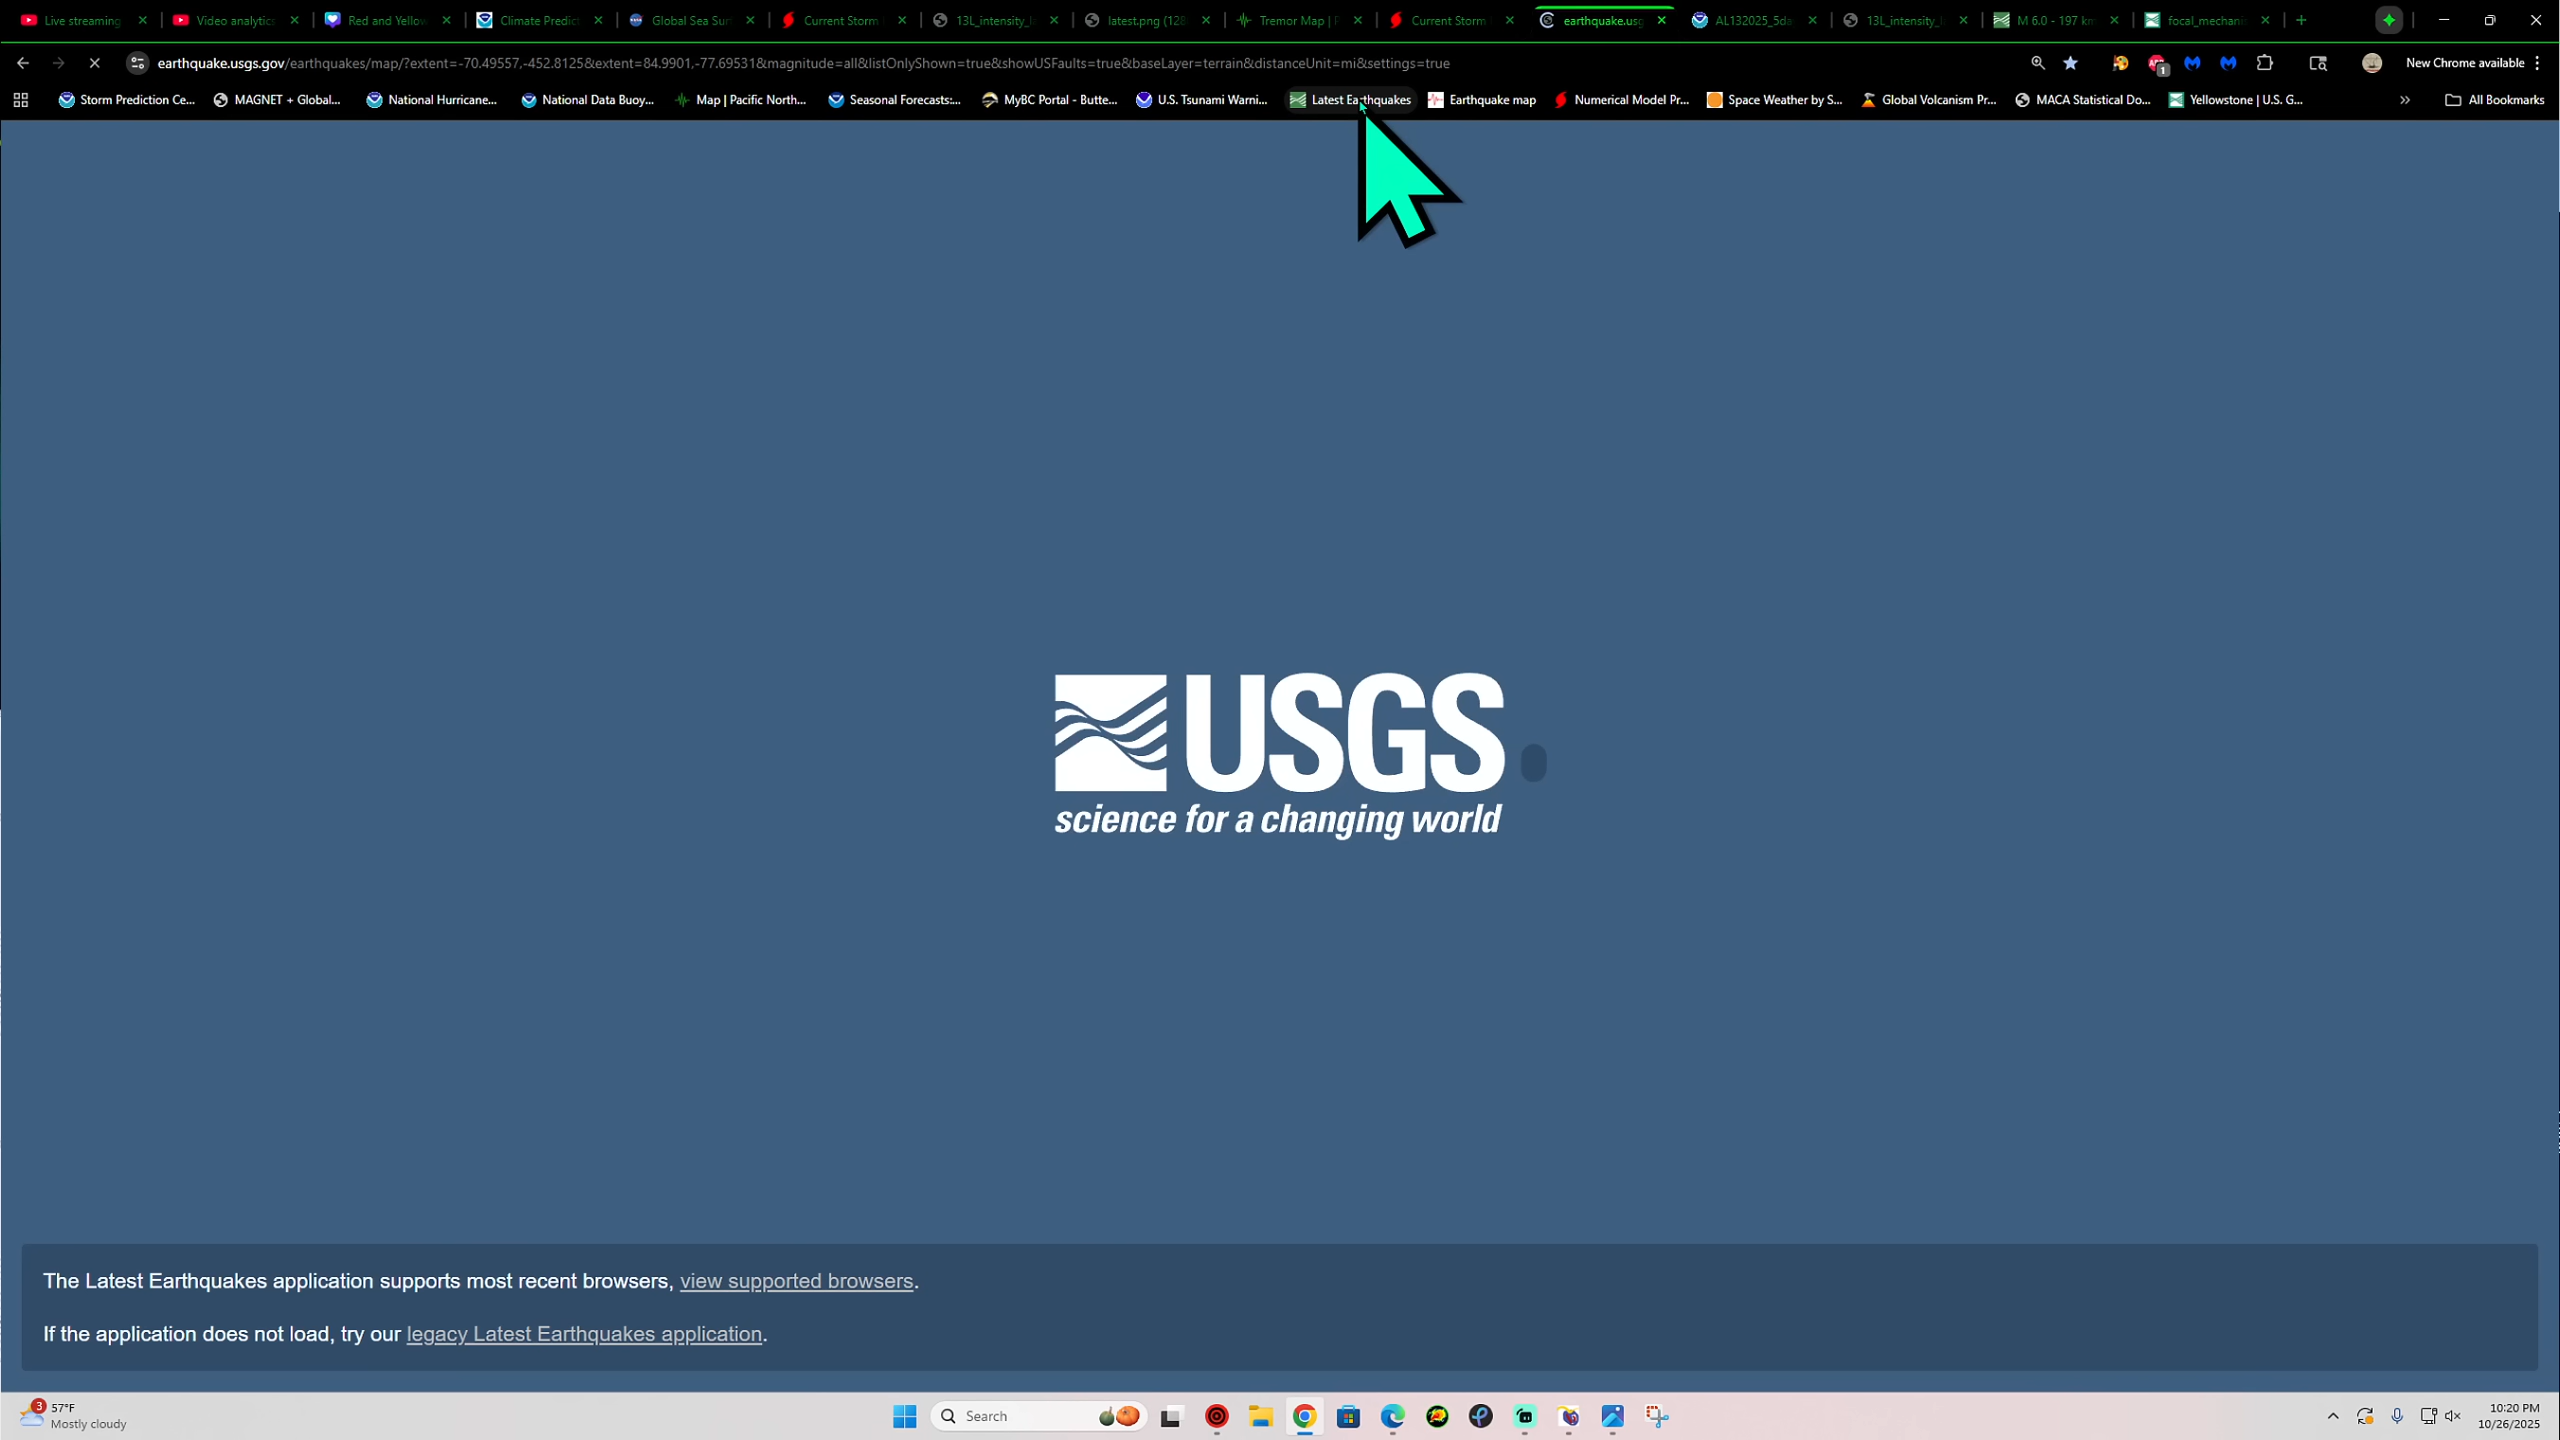 Live streaming
Video analytics
Red and Yellow
Climate Predic
Global Sea Sur
Current Storm
13L_intensity_l
latest.png (128
Tremor Map | P
Current Storm
earthquake.usg
AL132025_5da
13L_intensity_l
M 6.0 - 197 km
focal_mechani
earthquake.usgs.gov/earthquakes/map/?extent=-70.49557,-452.8125&extent=84.9901,-77.69531&magnitude=all&listOnlyShown=true&showUSFaults=true&baseLayer=terrain&distanceUnit=mi&settings=true
1
New Chrome available
Storm Prediction Ce...
MAGNET + Global...
National Hurricane...
National Data Buoy...
Map | Pacific North...
Seasonal Forecasts:...
MyBC Portal - Butte...
U.S. Tsunami Warni...
Latest Earthquakes
Earthquake map
Numerical Model Pr...
Space Weather by S...
Global Volcanism Pr...
MACA Statistical Do...
Yellowstone | U.S. G...
All Bookmarks
USGS
science for a changing world
The Latest Earthquakes application supports most recent browsers, view supported browsers.
If the application does not load, try our legacy Latest Earthquakes application.
3
57°F
Mostly cloudy
Search
10:20 PM
10/26/2025